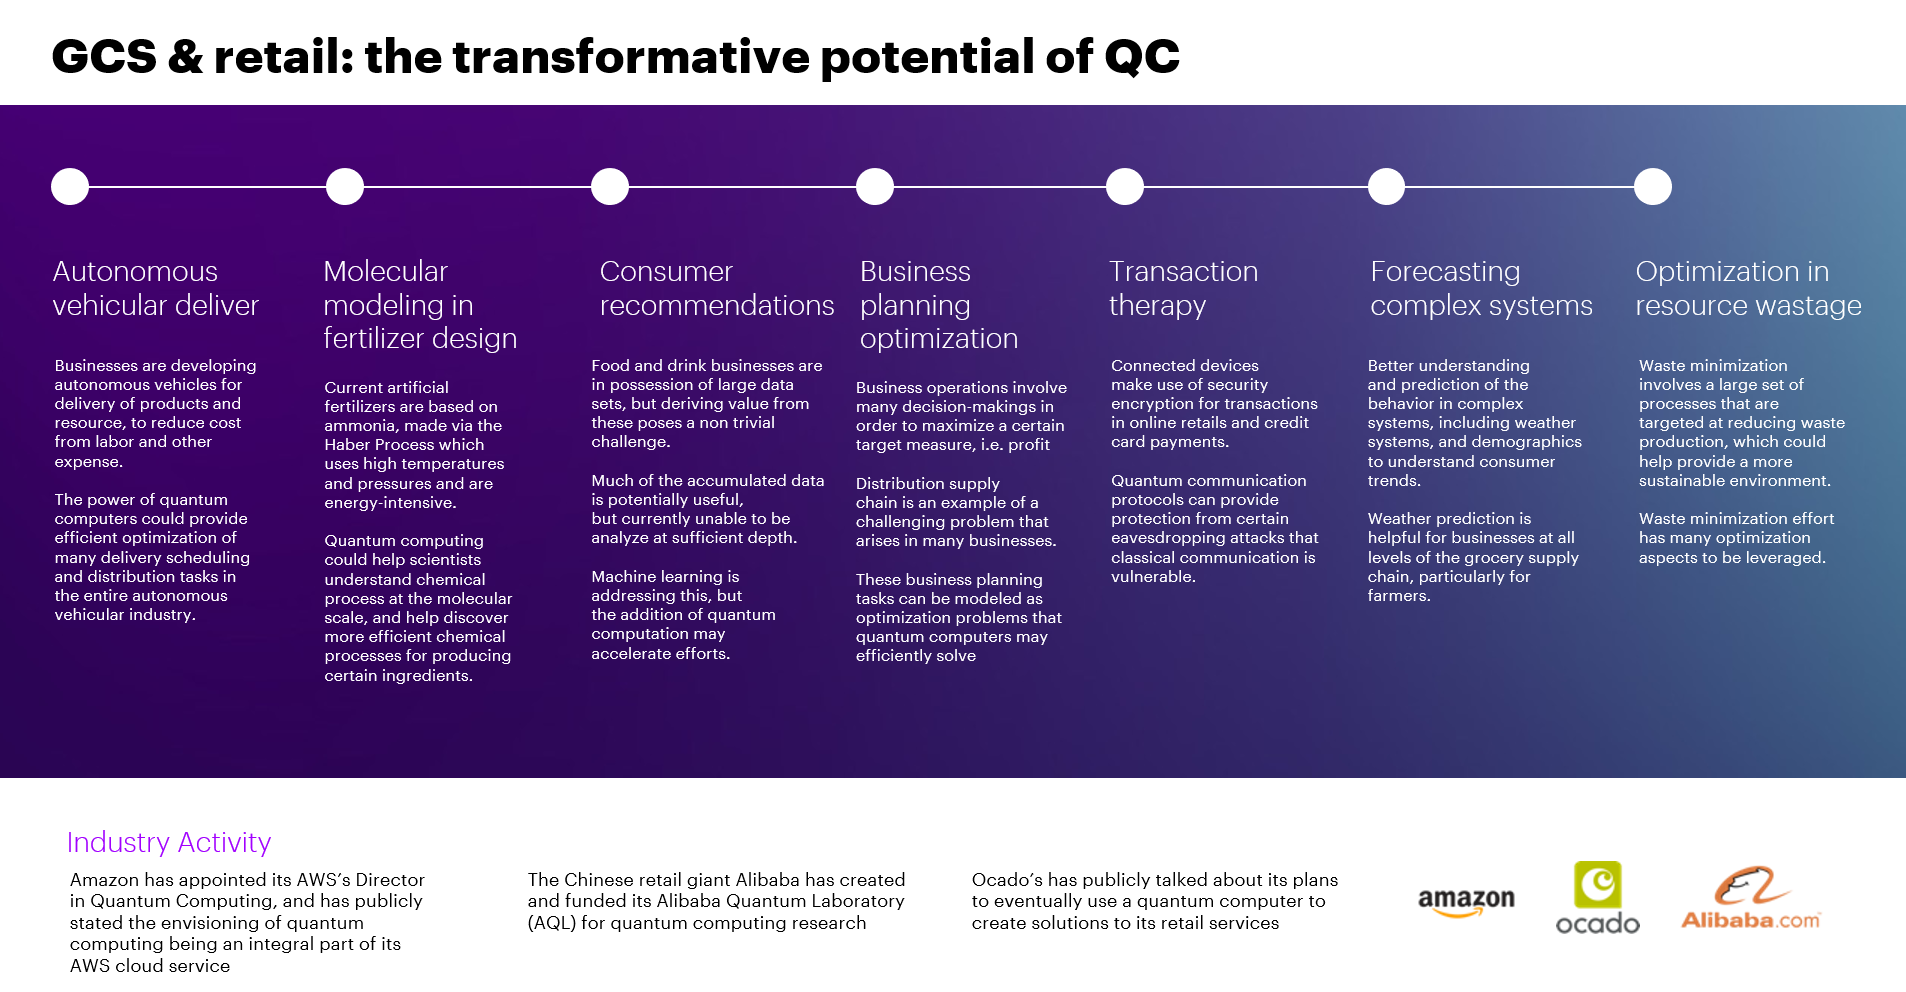 GCS & retail: the transformative potential of QC
Autonomous
vehicular deliver
Businesses are developing
autonomous vehicles for
delivery of products and
resource, to reduce cost
from labor and other
expense.
The power of quantum
computers could provide
efficient optimization of
many delivery scheduling
and distribution tasks in
the entire autonomous
vehicular industry.
Molecular
modeling in
fertilizer design
Current artificial
fertilizers are based on
ammonia, made via the
Haber Process which
uses high temperatures
and pressures and are
energy-intensive.
Quantum computing
could help scientists
understand chemical
process at the molecular
scale, and help discover
more efficient chemical
processes for producing
certain ingredients.
Consumer
recommendations
Food and drink businesses are
in possession of large data
sets, but deriving value from
these poses a non trivial
challenge.
Much of the accumulated data
is potentially useful,
but currently unable to be
analyze at sufficient depth.
Machine learning is
addressing this, but
the addition of quantum
computation may
accelerate efforts.
Business
planning
optimization
Business operations involve
many decision-makings in
order to maximize a certain
target measure, i.e. profit
Distribution supply
chain is an example of a
challenging problem that
arises in many businesses.
These business planning
tasks can be modeled as
optimization problems that
quantum computers may
efficiently solve
Transaction
therapy
Connected devices
make use of security
encryption for transactions
in online retails and credit
card payments.
Quantum communication
protocols can provide
protection from certain
eavesdropping attacks that
classical communication is
vulnerable.
Forecasting
complex systems
Better understanding
and prediction of the
behavior in complex
systems, including weather
systems, and demographics
to understand consumer
trends.
Weather prediction is
helpful for businesses at all
levels of the grocery supply
chain, particularly for
farmers.
Optimization in
resource wastage
Waste minimization
involves a large set of
processes that are
targeted at reducing waste
production, which could
help provide a more
sustainable environment.
Waste minimization effort
has many optimization
aspects to be leveraged.
Industry Activity
Amazon has appointed its AWS’s Director
in Quantum Computing, and has publicly
stated the envisioning of quantum
computing being an integral part of its
AWS cloud service
The Chinese retail giant Alibaba has created
and funded its Alibaba Quantum Laboratory
(AQL) for quantum computing research
Ocado’s has publicly talked about its plans
to eventually use a quantum computer to
create solutions to its retail services
amazon
ocado
Alibaba.com